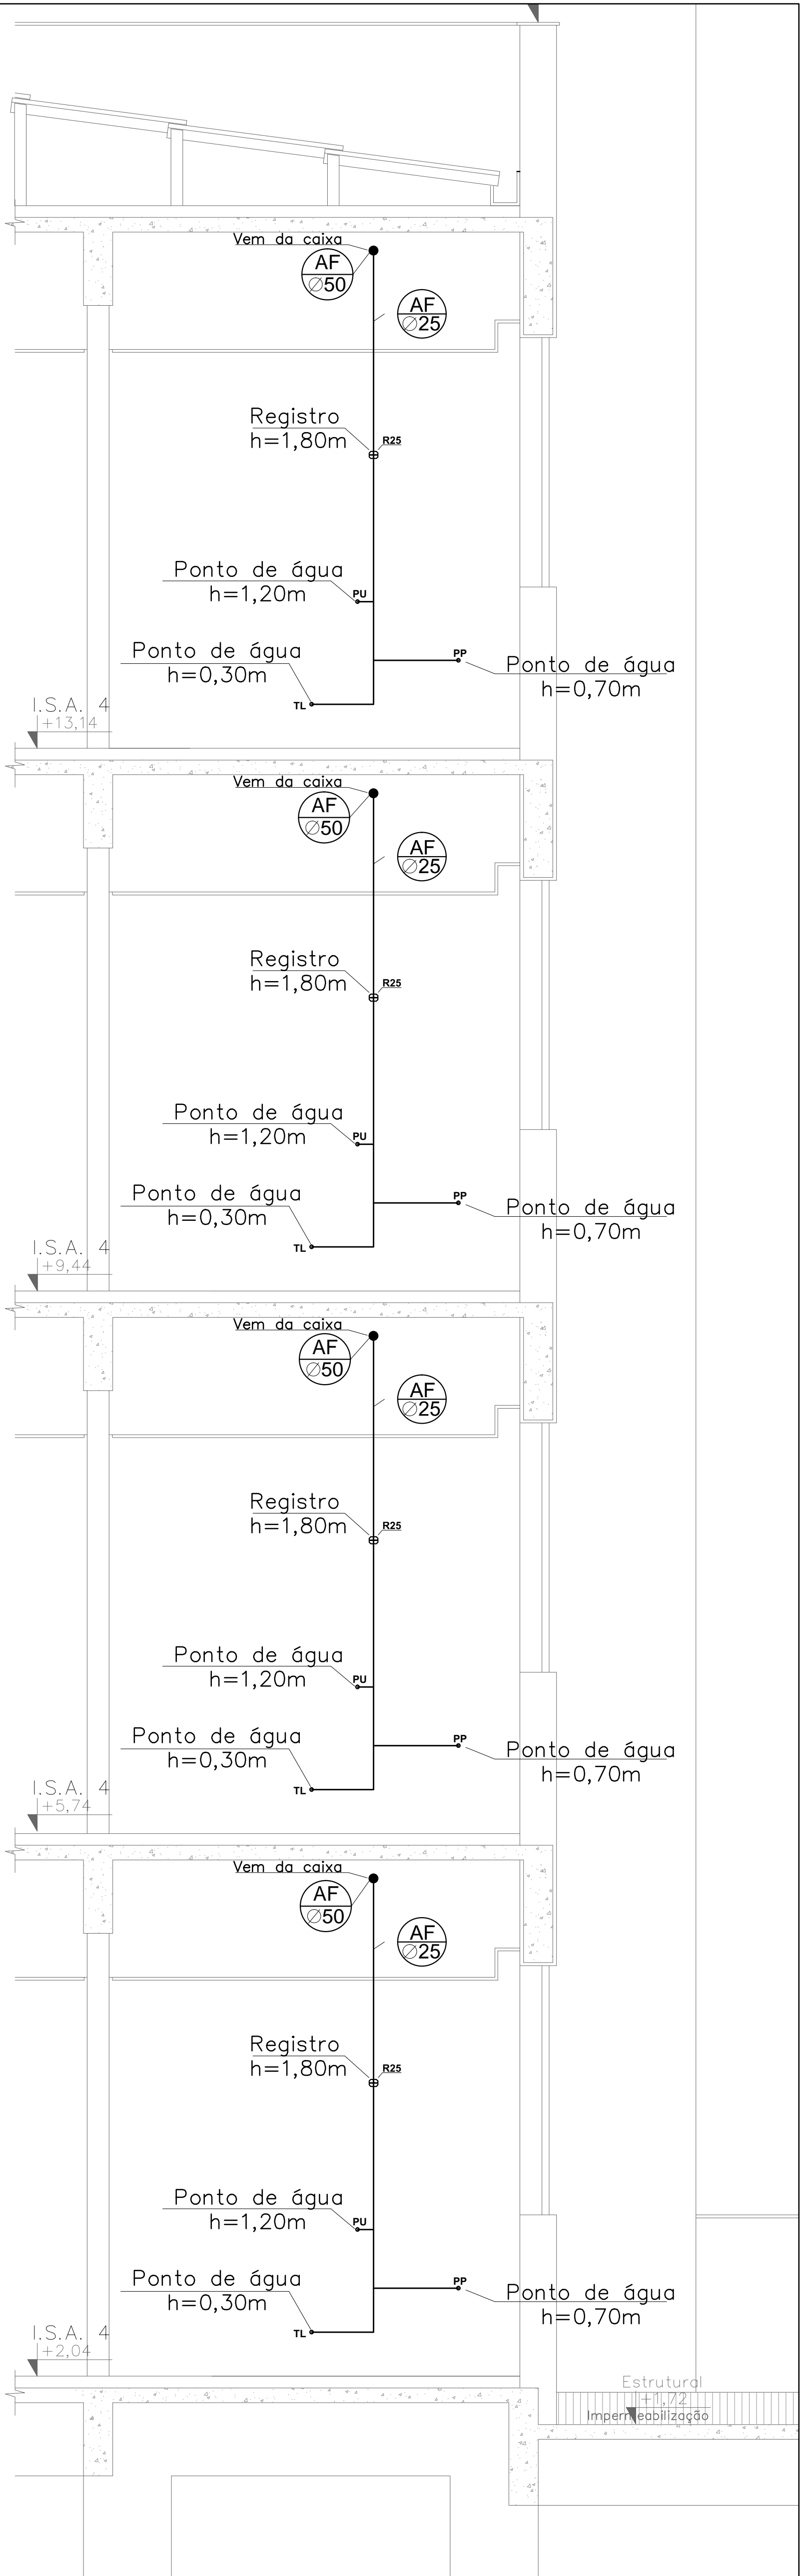 Vem da caixa
AF
∅50
AF
∅25
Registro
h=1,80m
R25
Ponto de água
h=1,20m
PU
Ponto de água
h=0,30m
TL
PP
Ponto de água
h=0,70m
I.S.A. 4
+13,14
Vem da caixa
AF
∅50
AF
∅25
Registro
h=1,80m
R25
Ponto de água
h=1,20m
PU
Ponto de água
h=0,30m
TL
PP
Ponto de água
h=0,70m
I.S.A. 4
+9,44
Vem da caixa
AF
∅50
AF
∅25
Registro
h=1,80m
R25
Ponto de água
h=1,20m
PU
Ponto de água
h=0,30m
TL
PP
Ponto de água
h=0,70m
I.S.A. 4
+5,74
Vem da caixa
AF
∅50
AF
∅25
Registro
h=1,80m
R25
Ponto de água
h=1,20m
PU
Ponto de água
h=0,30m
TL
PP
Ponto de água
h=0,70m
I.S.A. 4
+2,04
Estrutural
+1,72
Impermeabilização